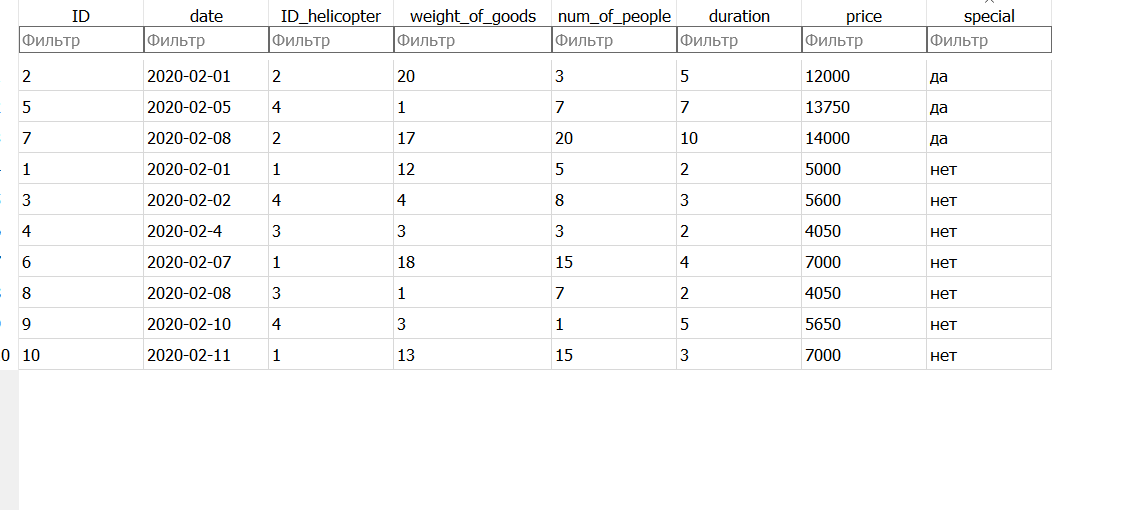 ID date ID_helicopter weight_of_goods num_of_people duration price special
Фильтр Фильтр Фильтр Фильтр Фильтр Фильтр Фильтр Фильтр
2 2020-02-01 2 20 3 5 12000 да
5 2020-02-05 4 1 7 7 13750 да
7 2020-02-08 2 17 20 10 14000 да
1 2020-02-01 1 12 5 2 5000 нет
3 2020-02-02 4 4 8 3 5600 нет
4 2020-02-4 3 3 3 2 4050 нет
6 2020-02-07 1 18 15 4 7000 нет
8 2020-02-08 3 1 7 2 4050 нет
9 2020-02-10 4 3 1 5 5650 нет
0 10 2020-02-11 1 13 15 3 7000 нет